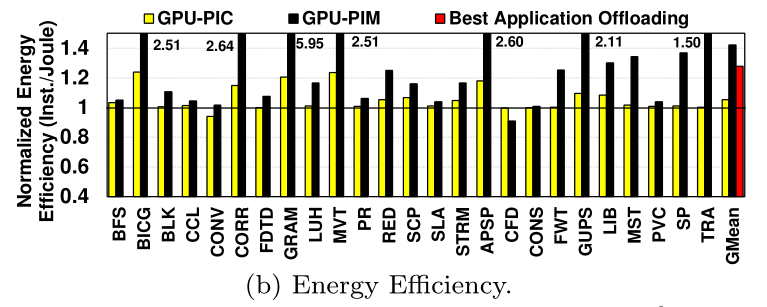 GPU-PIC GPU-PIM Best Application Offloading
Normalized Energy
Efficiency (Inst./Joule)
1.4
1.2
1
0.8
0.6
0.4
2.51 2.64 5.95 2.51 2.60 2.11 1.50
BFS BICG BLK CCL CONV CORR FDTD GRAM LUH MVT PR RED SCP SLA STRM APSP CFD CONS FWT GUPS LIB MST PVC SP TRA GMean
(b) Energy Efficiency.